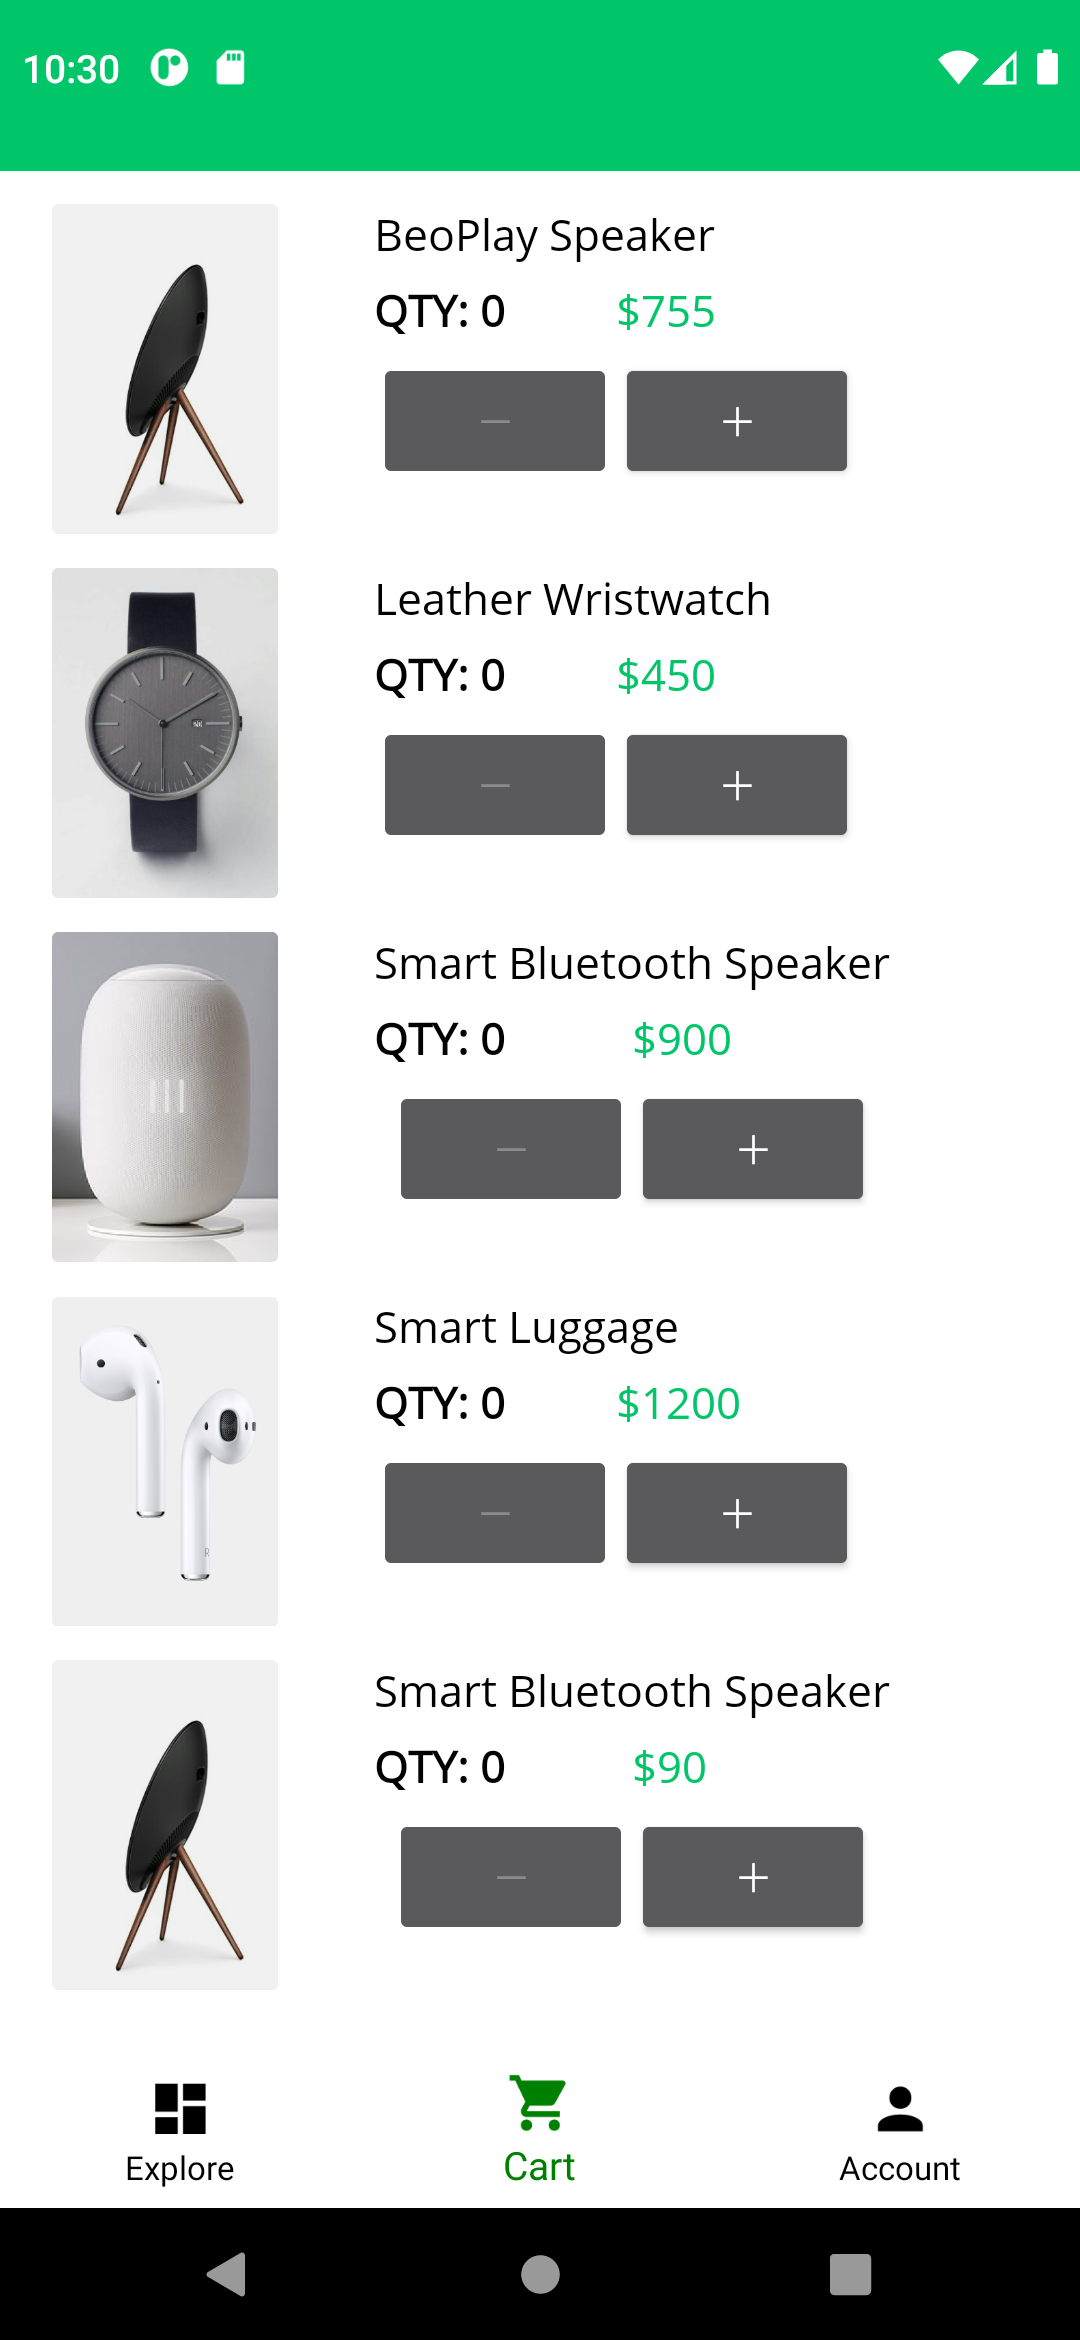 10:30
BeoPlay Speaker
QTY: 0 $755
Leather Wristwatch
QTY: 0 $450
Smart Bluetooth Speaker
QTY: 0 $900
Smart Luggage
QTY: 0 $1200
R
Smart Bluetooth Speaker
QTY: 0 $90
Explore
Cart
Account